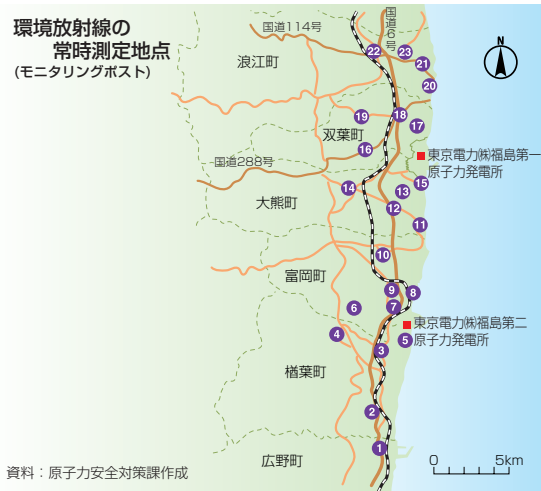 環境放射線の
常時測定地点
(モニタリングポスト)
国道114号
国道6号
N
浪江町
22
23
21
20
19
18
17
双葉町
16
国道288号
東京電力㈱福島第一
原子力発電所
14
13
15
大熊町
12
11
10
富岡町
9
8
7
6
東京電力㈱福島第二
原子力発電所
5
4
3
楢葉町
2
1
広野町
0 5km
資料：原子力安全対策課作成